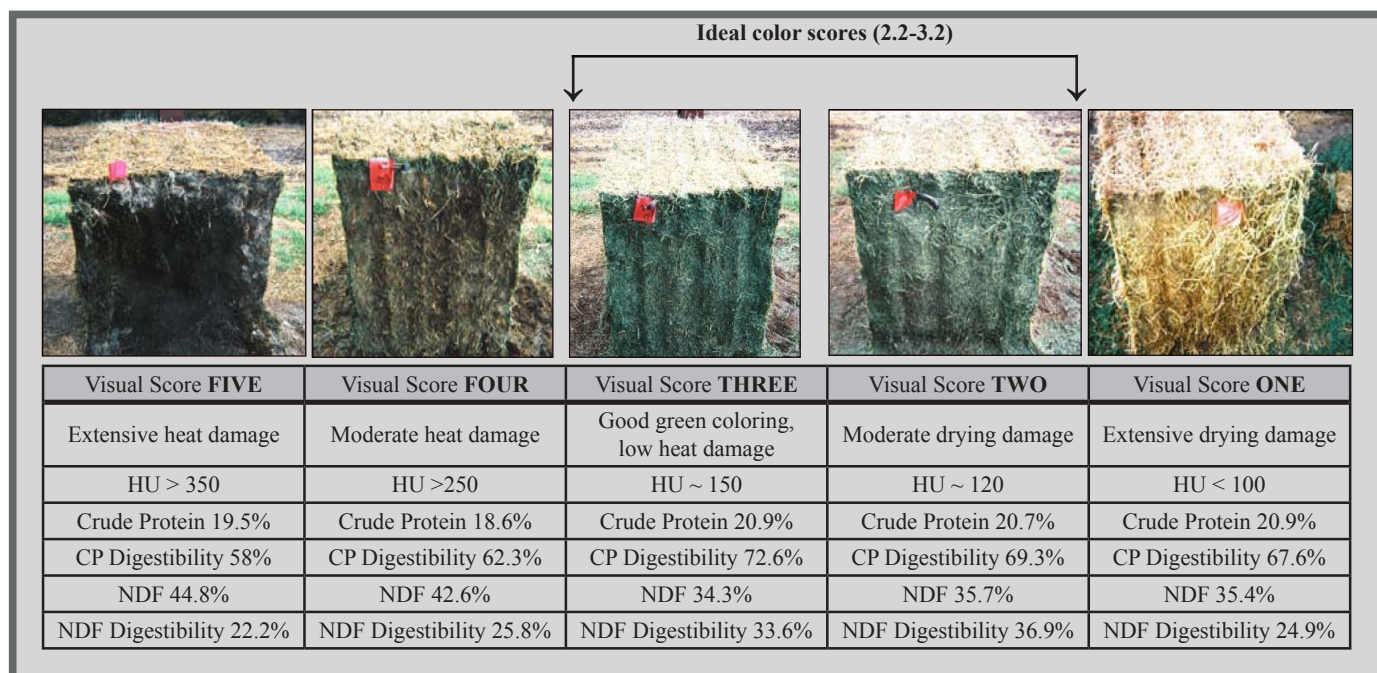 Ideal color scores (2.2-3.2)
Visual Score FIVE
Visual Score FOUR
Visual Score THREE
Visual Score TWO
Visual Score ONE
Extensive heat damage
Moderate heat damage
Good green coloring,
low heat damage
Moderate drying damage
Extensive drying damage
HU > 350
HU >250
HU ~ 150
HU ~ 120
HU < 100
Crude Protein 19.5%
Crude Protein 18.6%
Crude Protein 20.9%
Crude Protein 20.7%
Crude Protein 20.9%
CP Digestibility 58%
CP Digestibility 62.3%
CP Digestibility 72.6%
CP Digestibility 69.3%
CP Digestibility 67.6%
NDF 44.8%
NDF 42.6%
NDF 34.3%
NDF 35.7%
NDF 35.4%
NDF Digestibility 22.2%
NDF Digestibility 25.8%
NDF Digestibility 33.6%
NDF Digestibility 36.9%
NDF Digestibility 24.9%